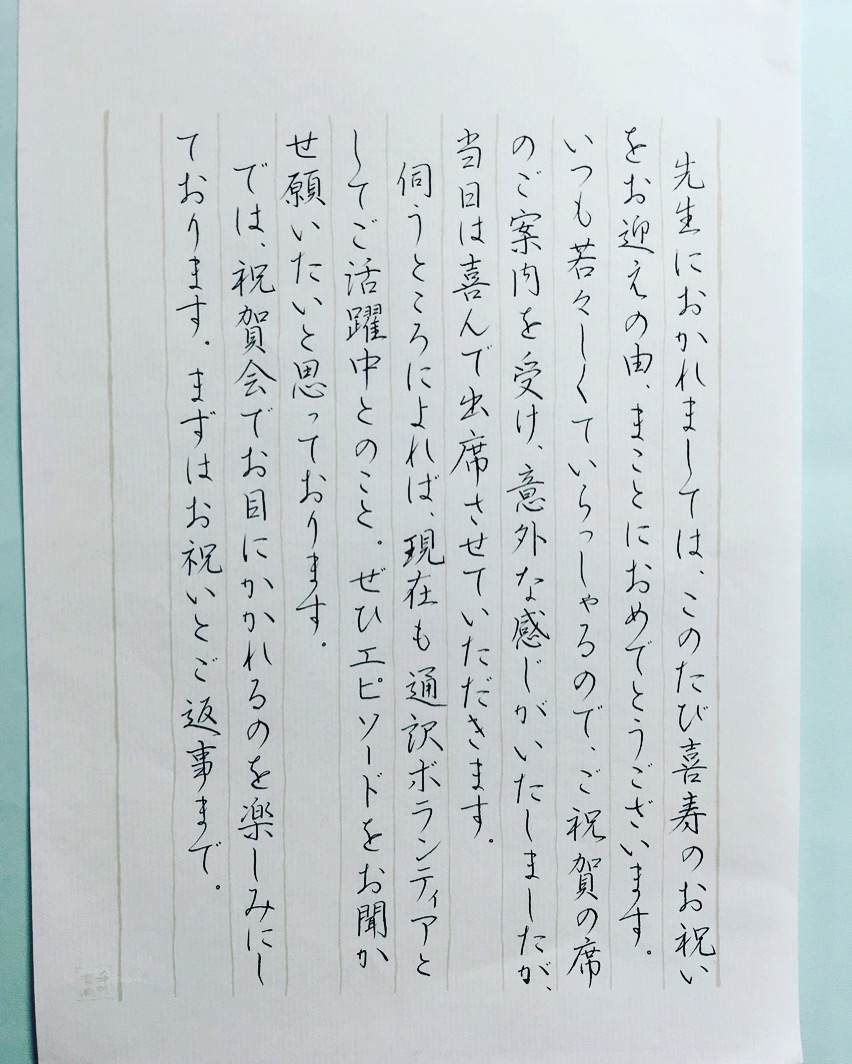 先生におかれましては、このたび喜寿のお祝い
をお迎えの由、まことにおめでとうございます。
いつも若々しくていらっしゃるので、ご祝賀の席
のご案内を受け、意外な感じがいたしましたが、
当日は喜んで出席させていただきます。
伺うところによれば、現在も通訳ボランティアと
してご活躍中とのこと。ぜひエピソードをお聞か
せ願いたいと思っております。
では、祝賀会でお目にかかれるのを楽しみにし
ております。まずはお祝いとご返事まで。